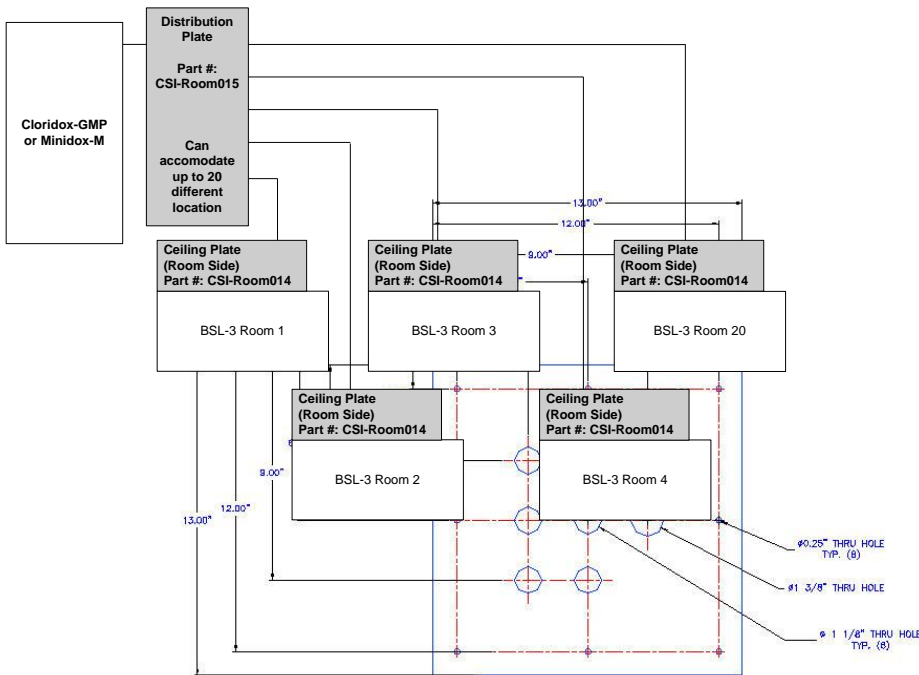 Distribution
Plate
Part #:
CSI-Room015
Can
accomodate
up to 20
different
location
Cloridox-GMP
or Minidox-M
13.00"
12.00"
9.00"
Ceiling Plate
(Room Side)
Part #: CSI-Room014
BSL-3 Room 1
Ceiling Plate
(Room Side)
Part #: CSI-Room014
BSL-3 Room 3
Ceiling Plate
(Room Side)
Part #: CSI-Room014
BSL-3 Room 20
Ceiling Plate
(Room Side)
Part #: CSI-Room014
BSL-3 Room 2
Ceiling Plate
(Room Side)
Part #: CSI-Room014
BSL-3 Room 4
9.00"
12.00"
13.00"
ø0.25" THRU HOLE
TYP. (8)
ø1 3/8" THRU HOLE
ø 1 1/8" THRU HOLE
TYP. (6)